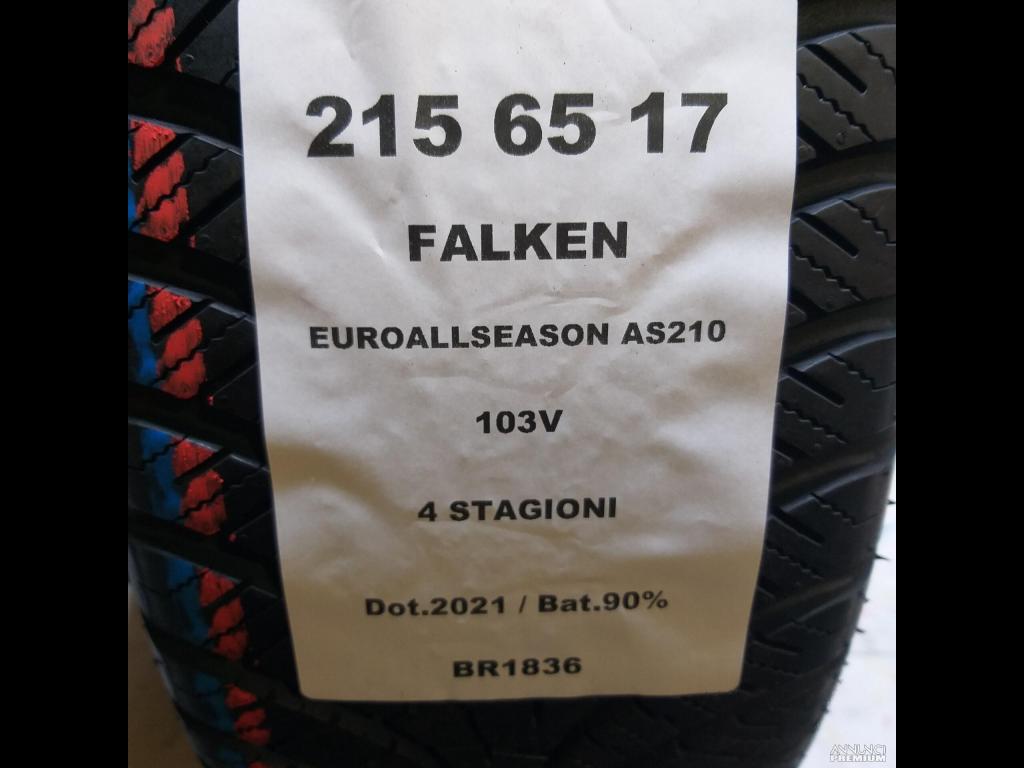 215 65 17
FALKEN
EUROALLSEASON AS210
103V
4 STAGIONI
Dot.2021 / Bat.90%
BR1836
ANNUNCI
PREMIUM